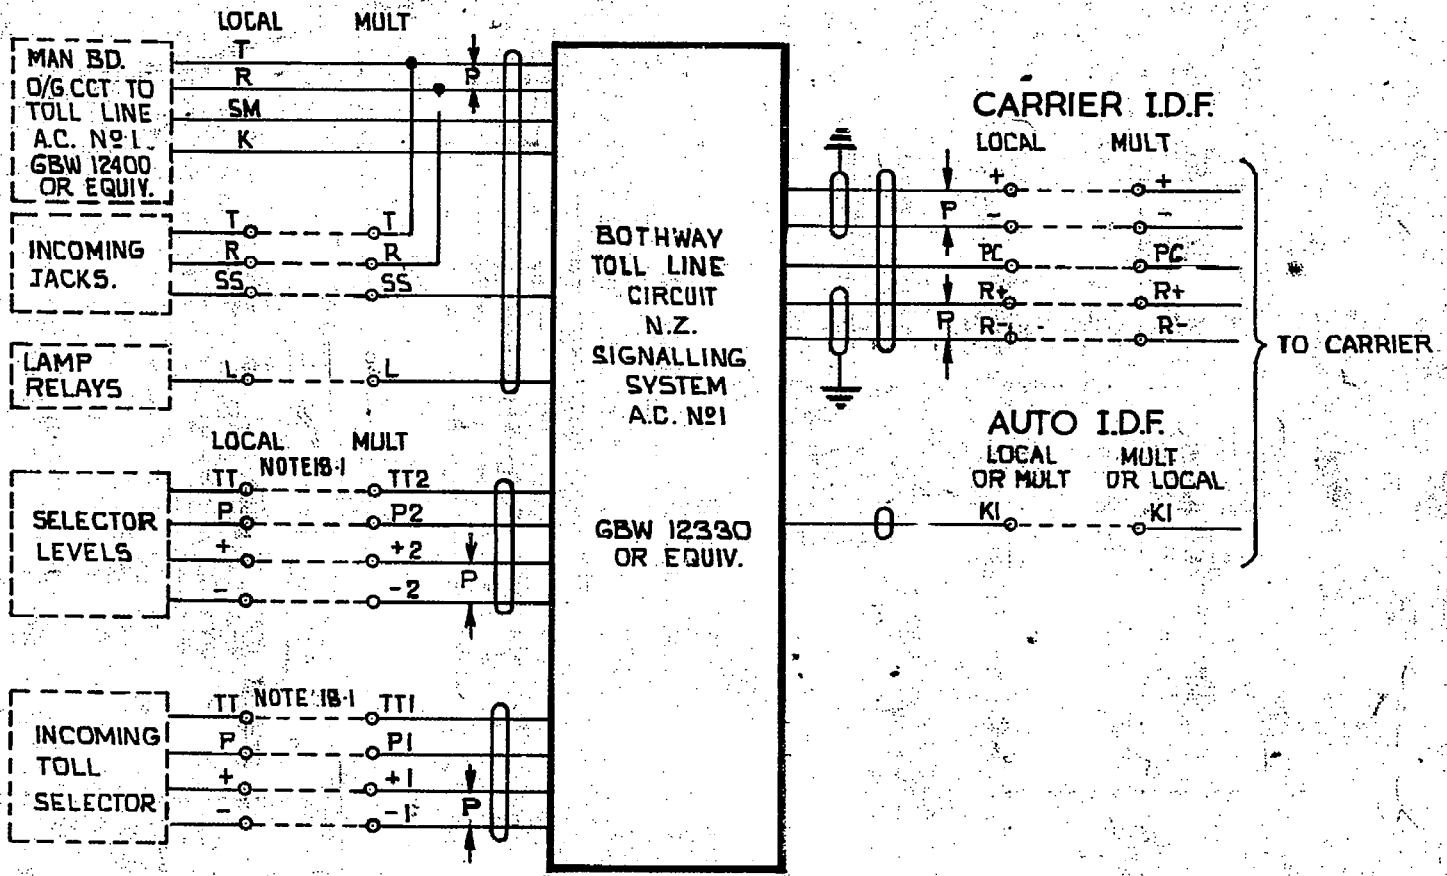 LOCAL MULT
MAN BD.
O/G CCT TO
TOLL LINE
A.C. Nº 1.
GBW 12400
OR EQUIV.
T
R
SM
K
P
INCOMING
JACKS.
T T
R R
SS SS
LAMP
RELAYS
L L
LOCAL MULT
NOTE 18·1
SELECTOR
LEVELS
TT TT2
P P2
+ +2
- -2
P
INCOMING
TOLL
SELECTOR
NOTE 18·1
TT TT1
P P1
+ +1
- -1
P
BOTHWAY
TOLL LINE
CIRCUIT
N.Z.
SIGNALLING
SYSTEM
A.C. Nº1
GBW 12330
OR EQUIV.
CARRIER I.D.F.
LOCAL MULT
+ +
P
- -
PC PC
R+ R+
P
R- R-
TO CARRIER
AUTO I.D.F.
LOCAL
OR MULT
MULT
OR LOCAL
K1 K1